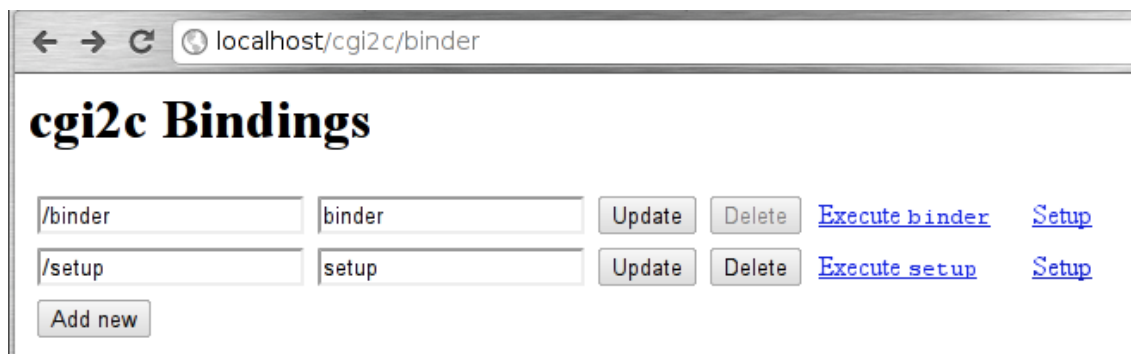 localhost/cgi2c/binder
cgi2c Bindings
/binder binder Update Delete Execute binder Setup
/setup setup Update Delete Execute setup Setup
Add new